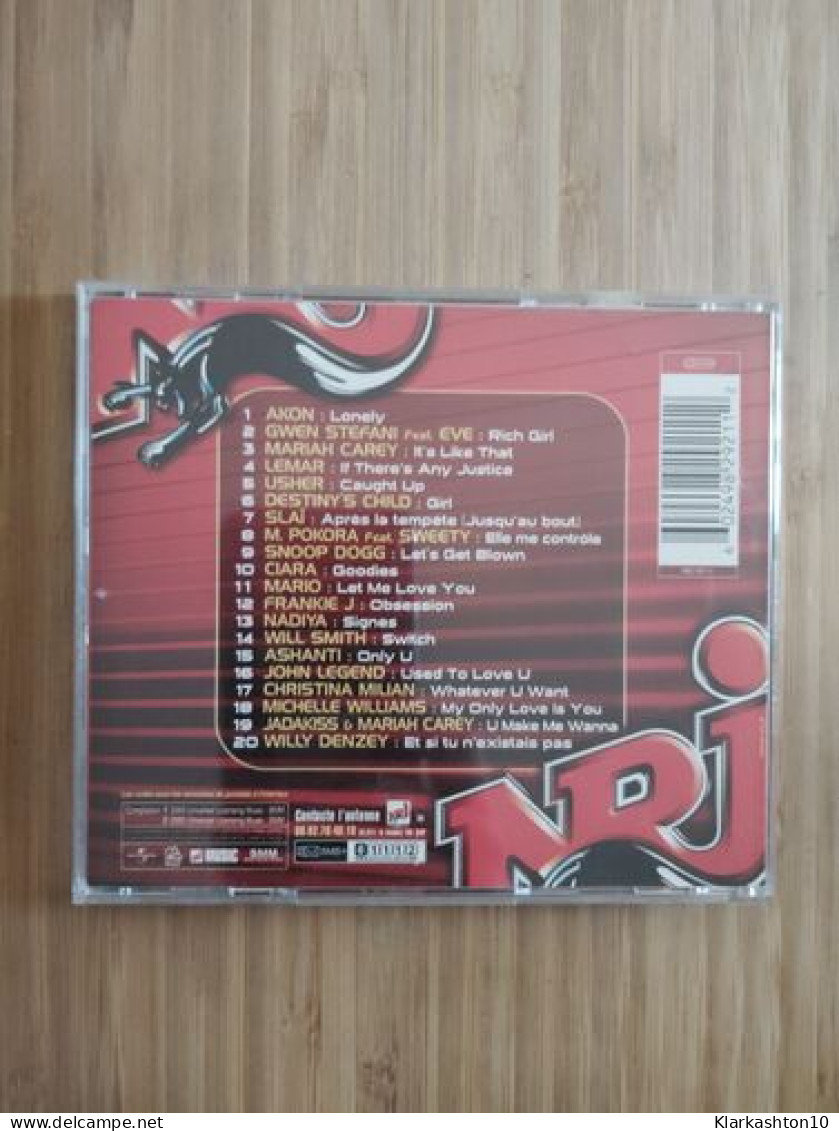 1 AKON : Lonely
2 GWEN STEFANI Feat. EVE : Rich Girl
3 MARIAH CAREY : It's Like That
4 LEMAR : If There's Any Justice
5 USHER : Caught Up
6 DESTINY'S CHILD : Girl
7 SLAÏ : Après la tempête (Jusqu'au bout)
8 M. POKORA Feat. SWEETY : Elle me contrôle
9 SNOOP DOGG : Let's Get Blown
10 CIARA : Goodies
11 MARIO : Let Me Love You
12 FRANKIE J : Obsession
13 NADIYA : Signes
14 WILL SMITH : Switch
15 ASHANTI : Only U
16 JOHN LEGEND : Used To Love U
17 CHRISTINA MILIAN : Whatever U Want
18 MICHELLE WILLIAMS : My Only Love Is You
19 JADAKISS & MARIAH CAREY : U Make Me Wanna
20 WILLY DENZEY : Et si tu n'existais pas
Contacte l'antenne
NRJ
MUSIC
NRJ
www.delcampe.net
Klarkashton10